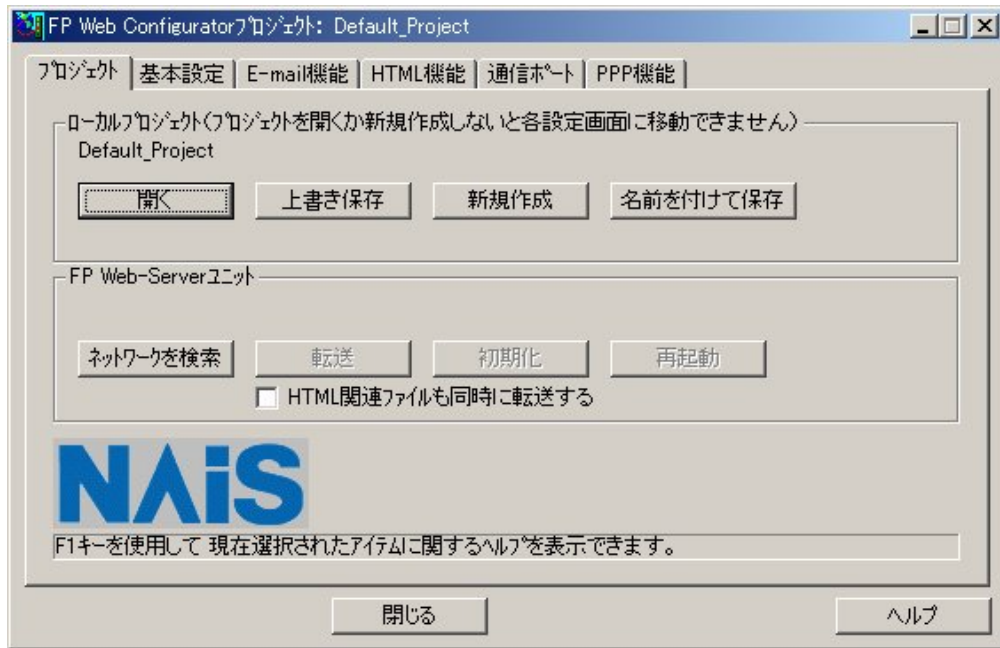 FP Web Configuratorﾌﾟﾛｼﾞｪｸﾄ: Default_Project
ﾌﾟﾛｼﾞｪｸﾄ 基本設定 E-mail機能 HTML機能 通信ﾎﾟｰﾄ PPP機能
ﾛｰｶﾙﾌﾟﾛｼﾞｪｸﾄ(ﾌﾟﾛｼﾞｪｸﾄを開くか新規作成しないと各設定画面に移動できません)
Default_Project
開く 上書き保存 新規作成 名前を付けて保存
FP Web-Serverﾕﾆｯﾄ
ﾈｯﾄﾜｰｸを検索 転送 初期化 再起動
HTML関連ﾌｧｲﾙも同時に転送する
NAiS
F1ｷｰを使用して 現在選択されたｱｲﾃﾑに関するﾍﾙﾌﾟを表示できます。
閉じる ヘルプ